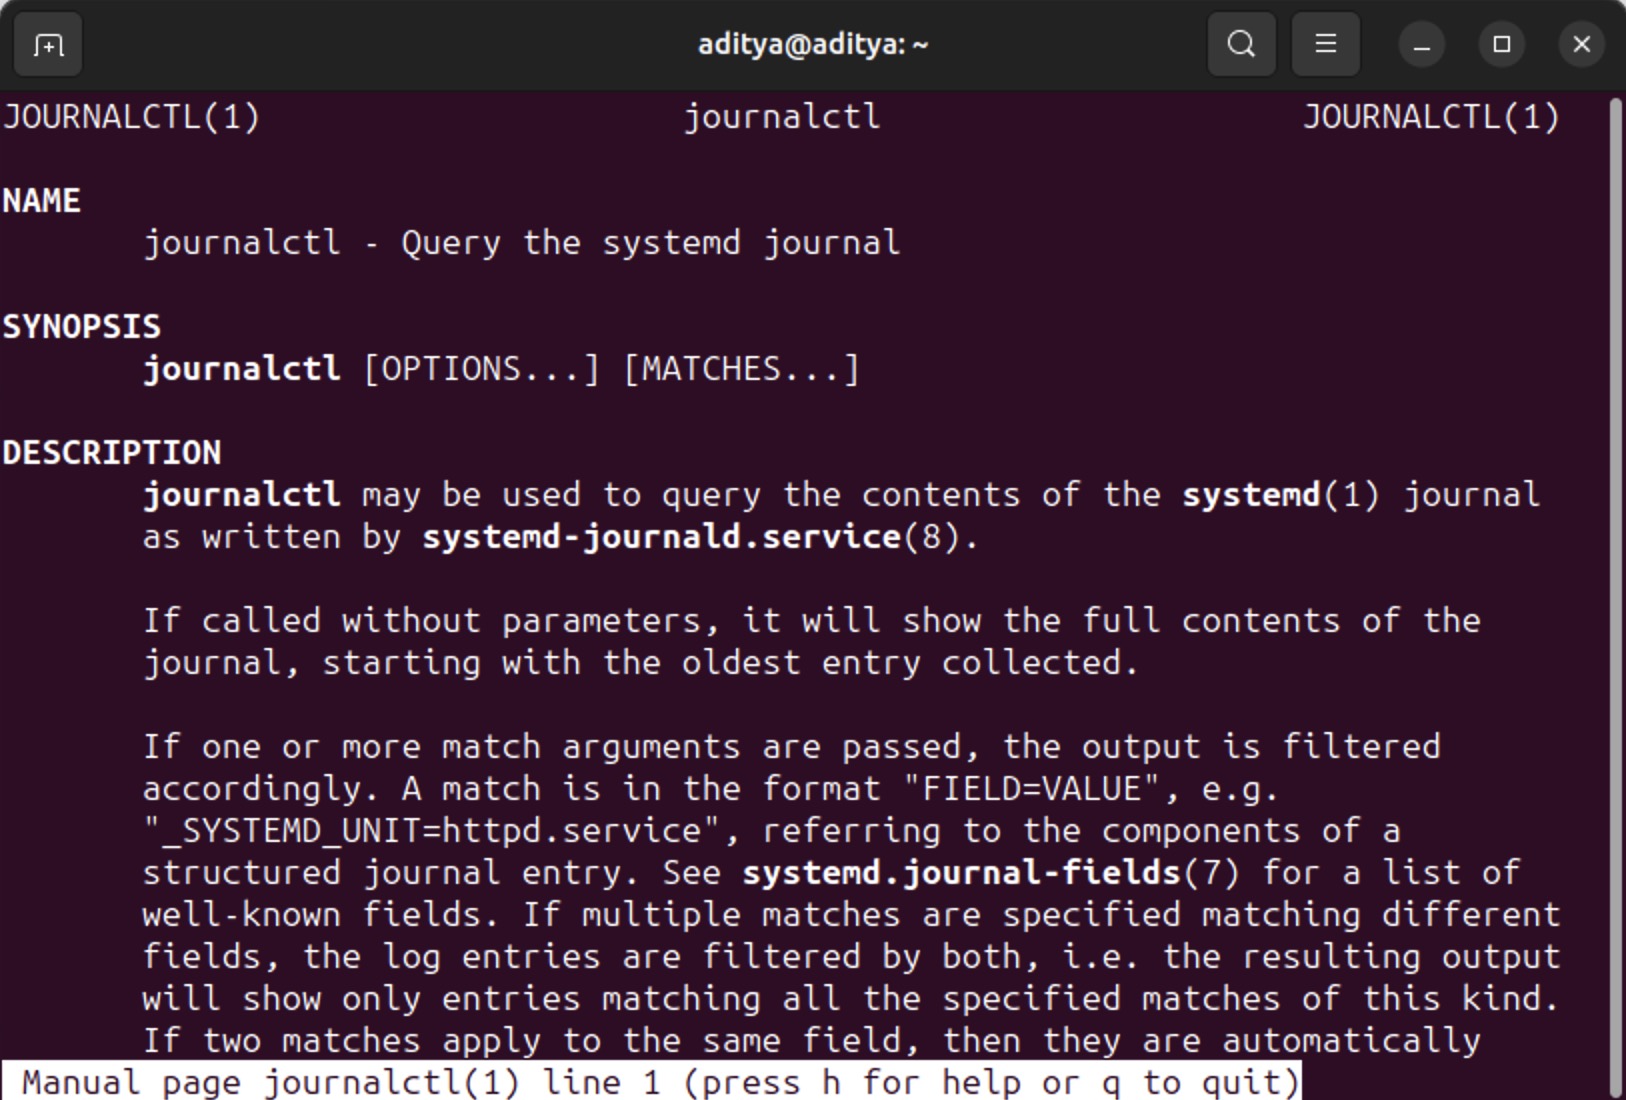 aditya@aditya: ~
JOURNALCTL(1) journalctl JOURNALCTL(1)
NAME
journalctl - Query the systemd journal
SYNOPSIS
journalctl [OPTIONS...] [MATCHES...]
DESCRIPTION
journalctl may be used to query the contents of the systemd(1) journal
as written by systemd-journald.service(8).
If called without parameters, it will show the full contents of the
journal, starting with the oldest entry collected.
If one or more match arguments are passed, the output is filtered
accordingly. A match is in the format "FIELD=VALUE", e.g.
"_SYSTEMD_UNIT=httpd.service", referring to the components of a
structured journal entry. See systemd.journal-fields(7) for a list of
well-known fields. If multiple matches are specified matching different
fields, the log entries are filtered by both, i.e. the resulting output
will show only entries matching all the specified matches of this kind.
If two matches apply to the same field, then they are automatically
Manual page journalctl(1) line 1 (press h for help or q to quit)